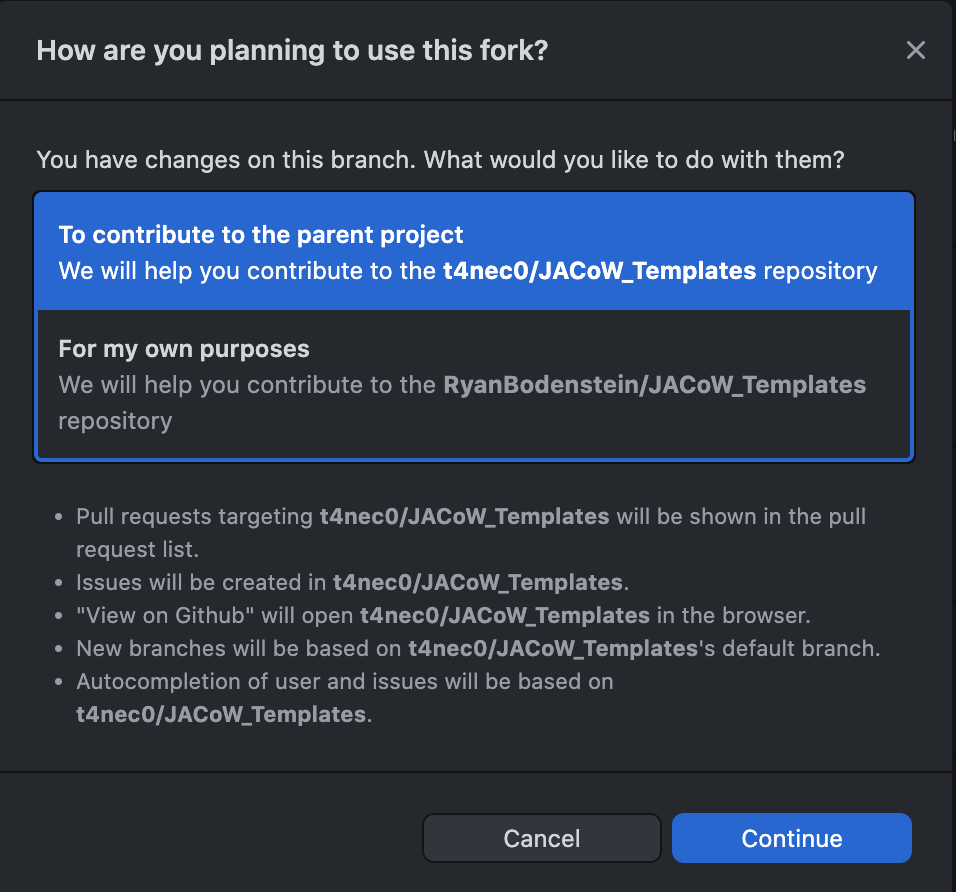 How are you planning to use this fork?
You have changes on this branch. What would you like to do with them?
To contribute to the parent project
We will help you contribute to the t4nec0/JACoW_Templates repository
For my own purposes
We will help you contribute to the RyanBodenstein/JACoW_Templates
repository
• Pull requests targeting t4nec0/JACoW_Templates will be shown in the pull
request list.
• Issues will be created in t4nec0/JACoW_Templates.
• "View on Github" will open t4nec0/JACoW_Templates in the browser.
• New branches will be based on t4nec0/JACoW_Templates's default branch.
• Autocompletion of user and issues will be based on
t4nec0/JACoW_Templates.
Cancel
Continue